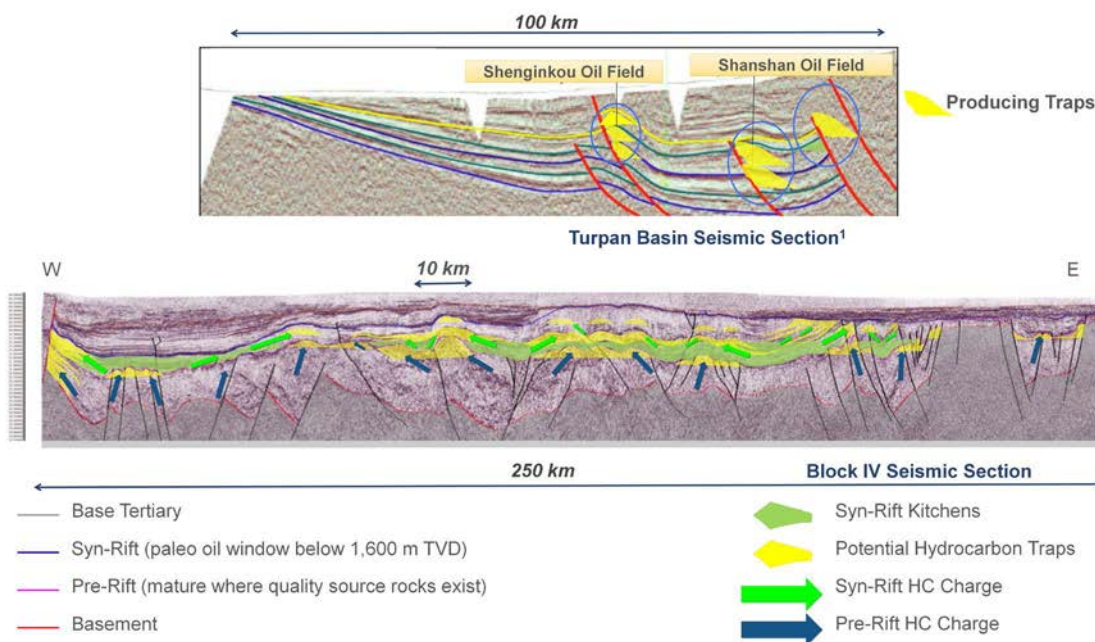 100 km
Shenginkou Oil Field
Shanshan Oil Field
Producing Traps
Turpan Basin Seismic Section1
W
10 km
E
250 km
Block IV Seismic Section
Base Tertiary
Syn-Rift (paleo oil window below 1,600 m TVD)
Pre-Rift (mature where quality source rocks exist)
Basement
Syn-Rift Kitchens
Potential Hydrocarbon Traps
Syn-Rift HC Charge
Pre-Rift HC Charge